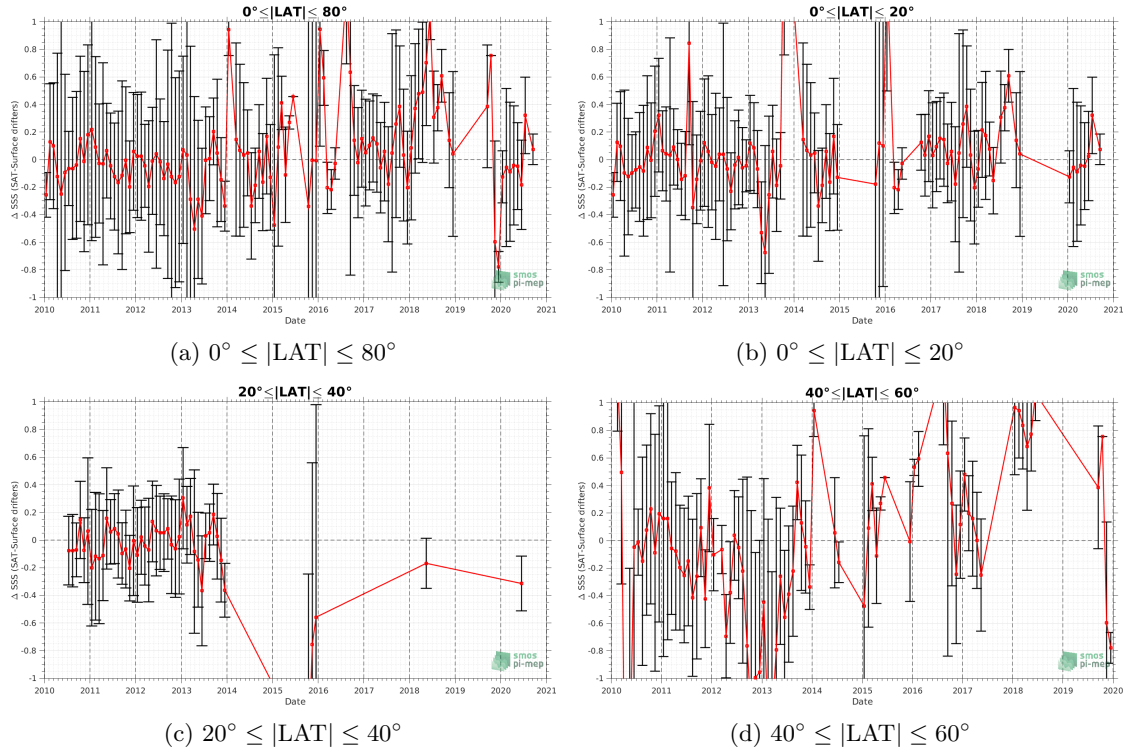 0°≤|LAT|≤ 80°
Δ SSS (SAT-Surface drifters)
1
0.8
0.6
0.4
0.2
0
-0.2
-0.4
-0.6
-0.8
-1
2010 2011 2012 2013 2014 2015 2016 2017 2018 2019 2020 2021
Date
smos
pi-mep
(a) 0° ≤ |LAT| ≤ 80°
0°≤|LAT|≤ 20°
Δ SSS (SAT-Surface drifters)
1
0.8
0.6
0.4
0.2
0
-0.2
-0.4
-0.6
-0.8
-1
2010 2011 2012 2013 2014 2015 2016 2017 2018 2019 2020 2021
Date
smos
pi-mep
(b) 0° ≤ |LAT| ≤ 20°
20°≤|LAT|≤ 40°
Δ SSS (SAT-Surface drifters)
1
0.8
0.6
0.4
0.2
0
-0.2
-0.4
-0.6
-0.8
-1
2010 2011 2012 2013 2014 2015 2016 2017 2018 2019 2020 2021
Date
smos
pi-mep
(c) 20° ≤ |LAT| ≤ 40°
40°≤|LAT|≤ 60°
Δ SSS (SAT-Surface drifters)
1
0.8
0.6
0.4
0.2
0
-0.2
-0.4
-0.6
-0.8
-1
2010 2011 2012 2013 2014 2015 2016 2017 2018 2019 2020
Date
smos
pi-mep
(d) 40° ≤ |LAT| ≤ 60°